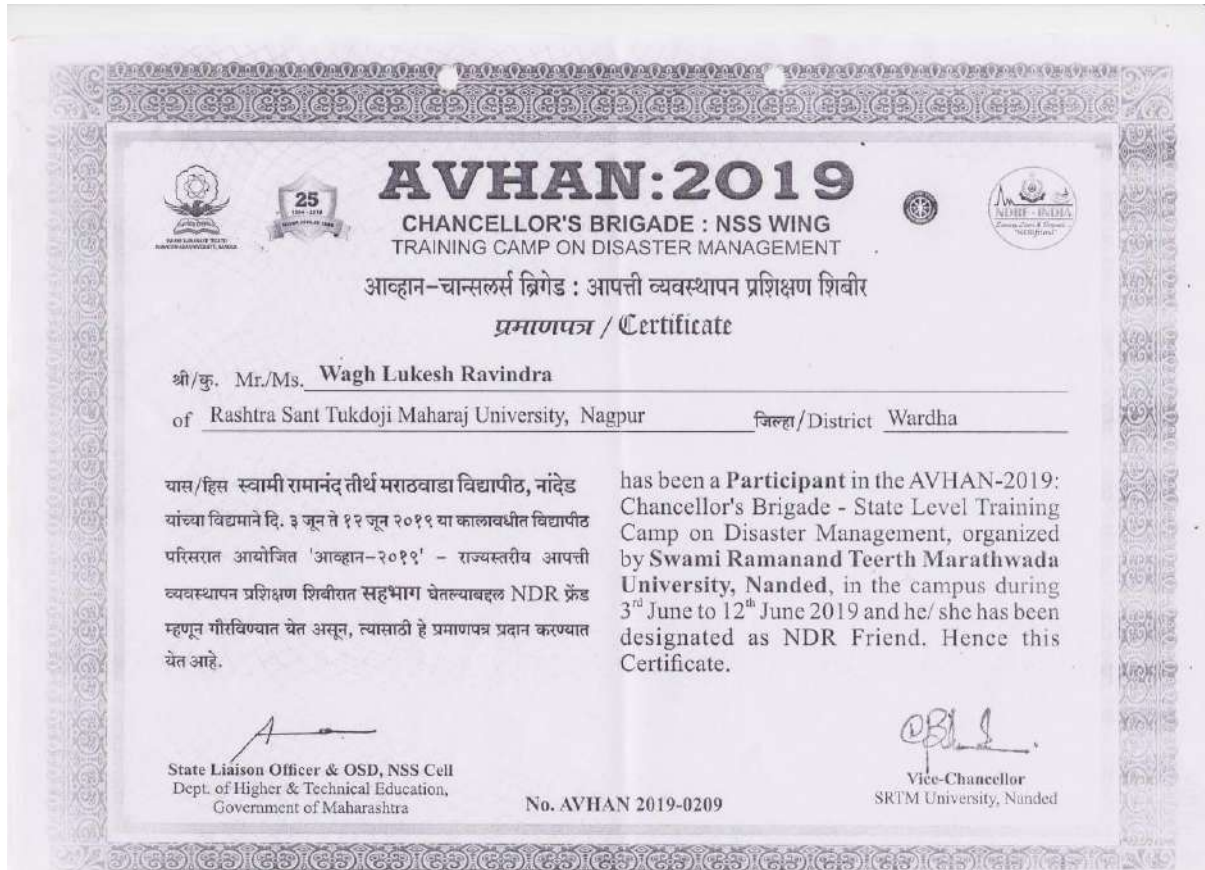 AVHAN:2019
25
1994 - 2019
NDRF - INDIA
CHANCELLOR'S BRIGADE : NSS WING
TRAINING CAMP ON DISASTER MANAGEMENT
आव्हान–चान्सलर्स ब्रिगेड : आपत्ती व्यवस्थापन प्रशिक्षण शिबीर
प्रमाणपत्र / Certificate
श्री/कु. Mr./Ms. Wagh Lukesh Ravindra
of Rashtra Sant Tukdoji Maharaj University, Nagpur जिल्हा/District Wardha
यास/हिस स्वामी रामानंद तीर्थ मराठवाडा विद्यापीठ, नांदेड
यांच्या विद्यमाने दि. ३ जून ते १२ जून २०१९ या कालावधीत विद्यापीठ
परिसरात आयोजित 'आव्हान–२०१९' – राज्यस्तरीय आपत्ती
व्यवस्थापन प्रशिक्षण शिबीरात सहभाग घेतल्याबद्दल NDR फ्रेंड
म्हणून गौरविण्यात येत असून, त्यासाठी हे प्रमाणपत्र प्रदान करण्यात
येत आहे.
has been a Participant in the AVHAN-2019:
Chancellor's Brigade - State Level Training
Camp on Disaster Management, organized
by Swami Ramanand Teerth Marathwada
University, Nanded, in the campus during
3rd June to 12th June 2019 and he/ she has been
designated as NDR Friend. Hence this
Certificate.
State Liaison Officer & OSD, NSS Cell
Dept. of Higher & Technical Education,
Government of Maharashtra
No. AVHAN 2019-0209
Vice-Chancellor
SRTM University, Nanded